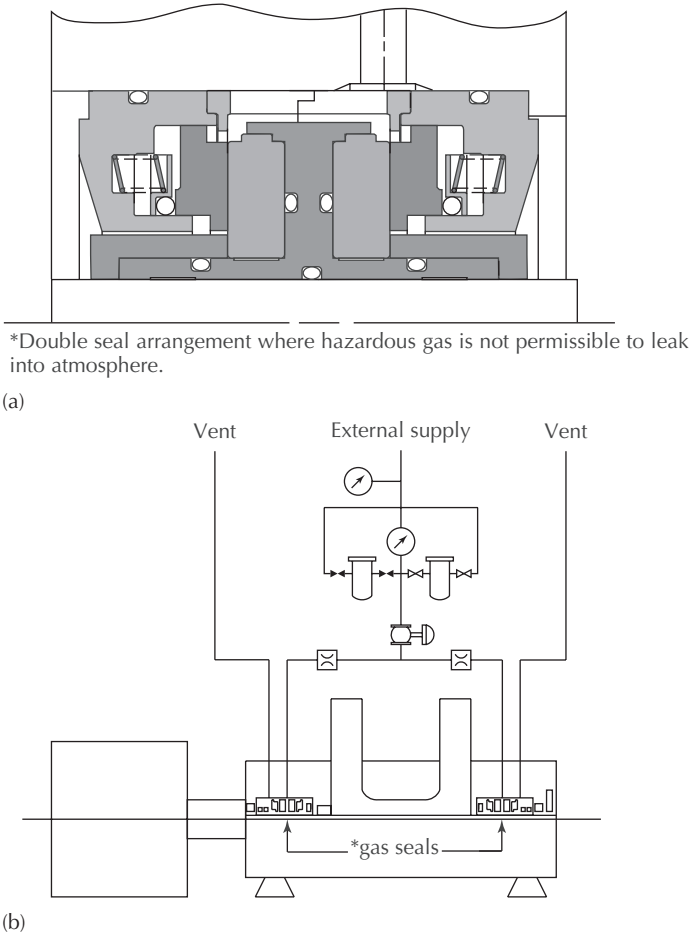 *Double seal arrangement where hazardous gas is not permissible to leak
into atmosphere.
(a)
Vent
External supply
Vent
*gas seals
(b)